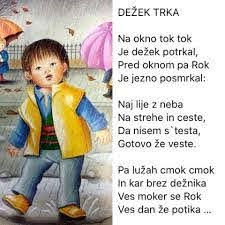 DEŽEK TRKA
Na okno tok tok
Je dežek potrkal,
Pred oknom pa Rok
Je jezno posmrkal:
Naj lije z neba
Na strehe in ceste,
Da nisem s`testa,
Gotovo že veste.
Pa lužah cmok cmok
In kar brez dežnika
Ves moker se Rok
Ves dan že potika ...